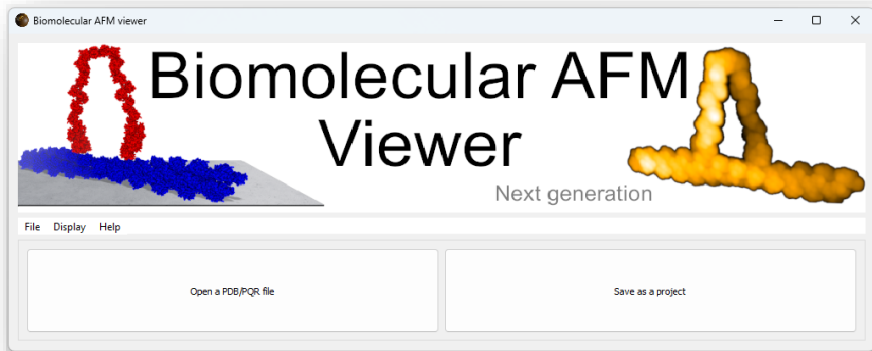 Biomolecular AFM viewer
Biomolecular AFM
Viewer
Next generation
File Display Help
Open a PDB/PQR file
Save as a project